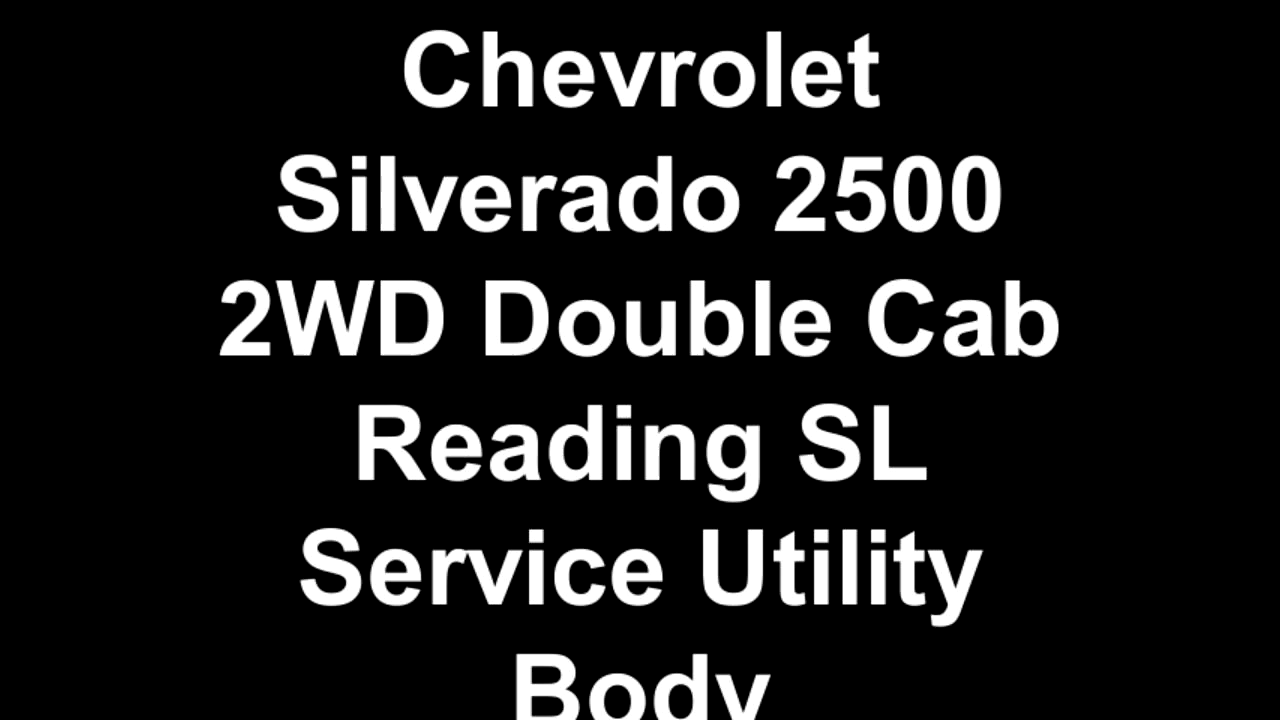 Chevrolet
Silverado 2500
2WD Double Cab
Reading SL
Service Utility
Body